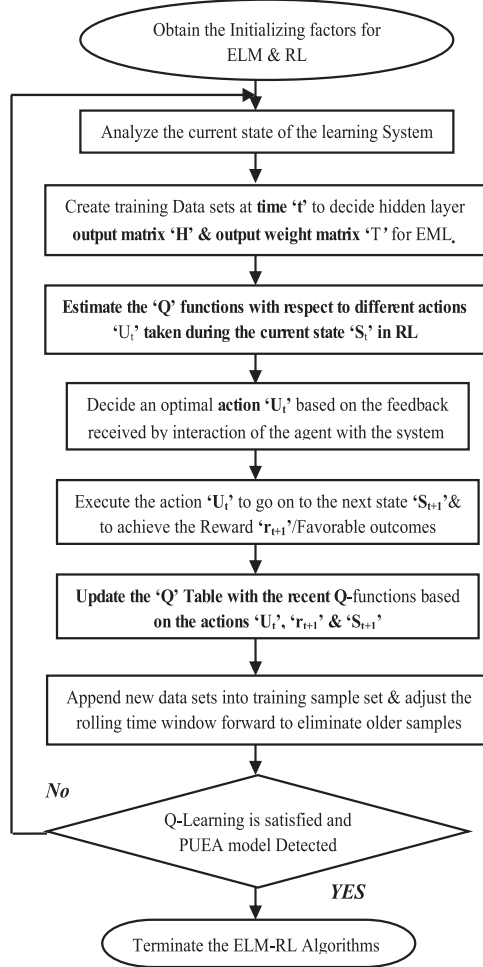 Obtain the Initializing factors for
ELM & RL
Analyze the current state of the learning System
Create training Data sets at time ‘t’ to decide hidden layer
output matrix ‘H’ & output weight matrix ‘T’ for EML.
Estimate the ‘Q’ functions with respect to different actions
‘Ut’ taken during the current state ‘St’ in RL
Decide an optimal action ‘Ut’ based on the feedback
received by interaction of the agent with the system
Execute the action ‘Ut’ to go on to the next state ‘St+1’&
to achieve the Reward ‘rt+1’/Favorable outcomes
Update the ‘Q’ Table with the recent Q-functions based
on the actions ‘Ut’, ‘rt+1’ & ‘St+1’
Append new data sets into training sample set & adjust the
rolling time window forward to eliminate older samples
No
Q-Learning is satisfied and
PUEA model Detected
YES
Terminate the ELM-RL Algorithms